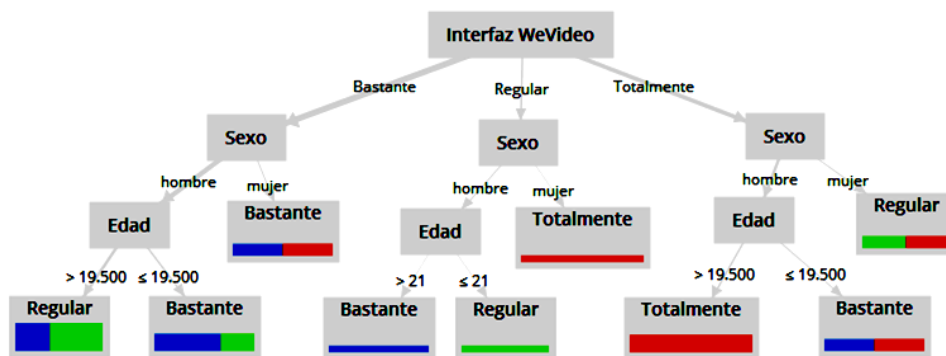 Interfaz WeVideo
Bastante
Regular
Totalmente
Sexo
Sexo
Sexo
hombre
mujer
hombre
mujer
hombre
mujer
Edad
Bastante
Edad
Totalmente
Edad
Regular
> 19.500
≤ 19.500
> 21
≤ 21
> 19.500
≤ 19.500
Regular
Bastante
Bastante
Regular
Totalmente
Bastante